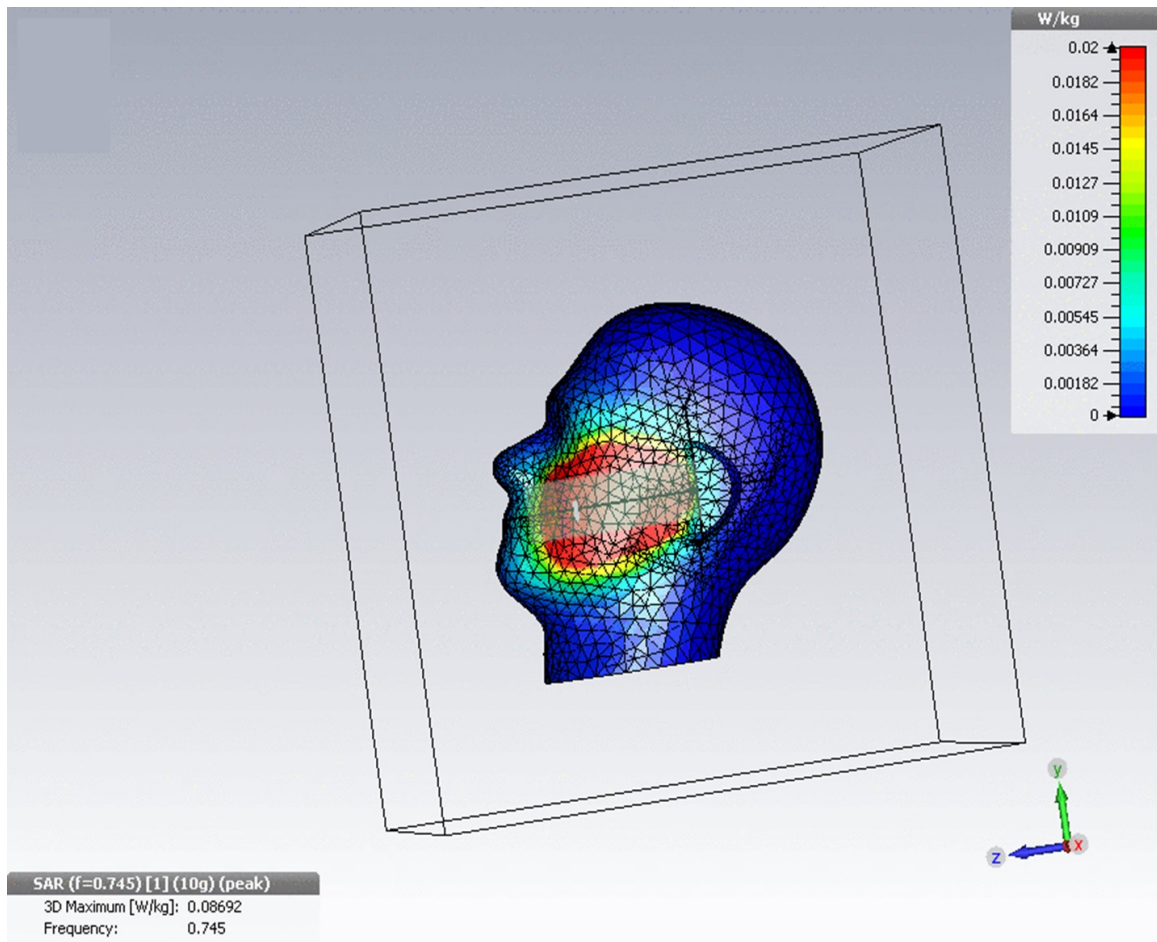 W/kg
0.02
0.0182
0.0164
0.0145
0.0127
0.0109
0.00909
0.00727
0.00545
0.00364
0.00182
0
y
z
x
SAR (f=0.745) [1] (10g) (peak)
3D Maximum [W/kg]: 0.08692
Frequency: 0.745